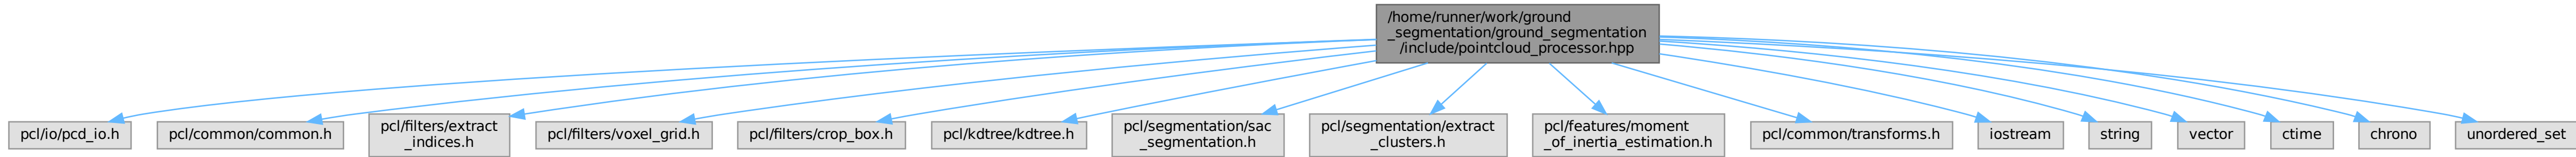 /home/runner/work/ground
_segmentation/ground_segmentation
/include/pointcloud_processor.hpp
pcl/io/pcd_io.h
pcl/common/common.h
pcl/filters/extract
_indices.h
pcl/filters/voxel_grid.h
pcl/filters/crop_box.h
pcl/kdtree/kdtree.h
pcl/segmentation/sac
_segmentation.h
pcl/segmentation/extract
_clusters.h
pcl/features/moment
_of_inertia_estimation.h
pcl/common/transforms.h
iostream
string
vector
ctime
chrono
unordered_set